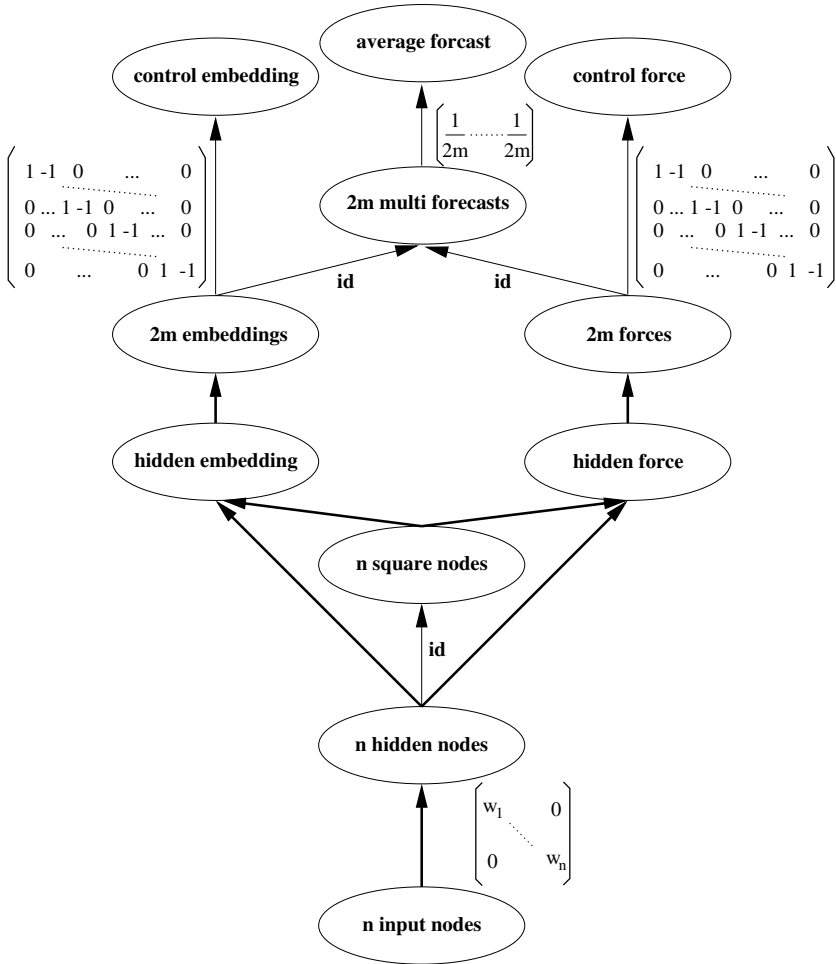 average forcast
control embedding
control force
1 -1 0 ... 0
0 ... 1 -1 0 ... 0
0 ... 0 1 -1 ... 0
0 ... 0 1 -1
1 ...... 1
2m 2m
1 -1 0 ... 0
0 ... 1 -1 0 ... 0
0 ... 0 1 -1 ... 0
0 ... 0 1 -1
2m multi forecasts
id
id
2m embeddings
2m forces
hidden embedding
hidden force
n square nodes
id
n hidden nodes
w1 0
0 wn
n input nodes